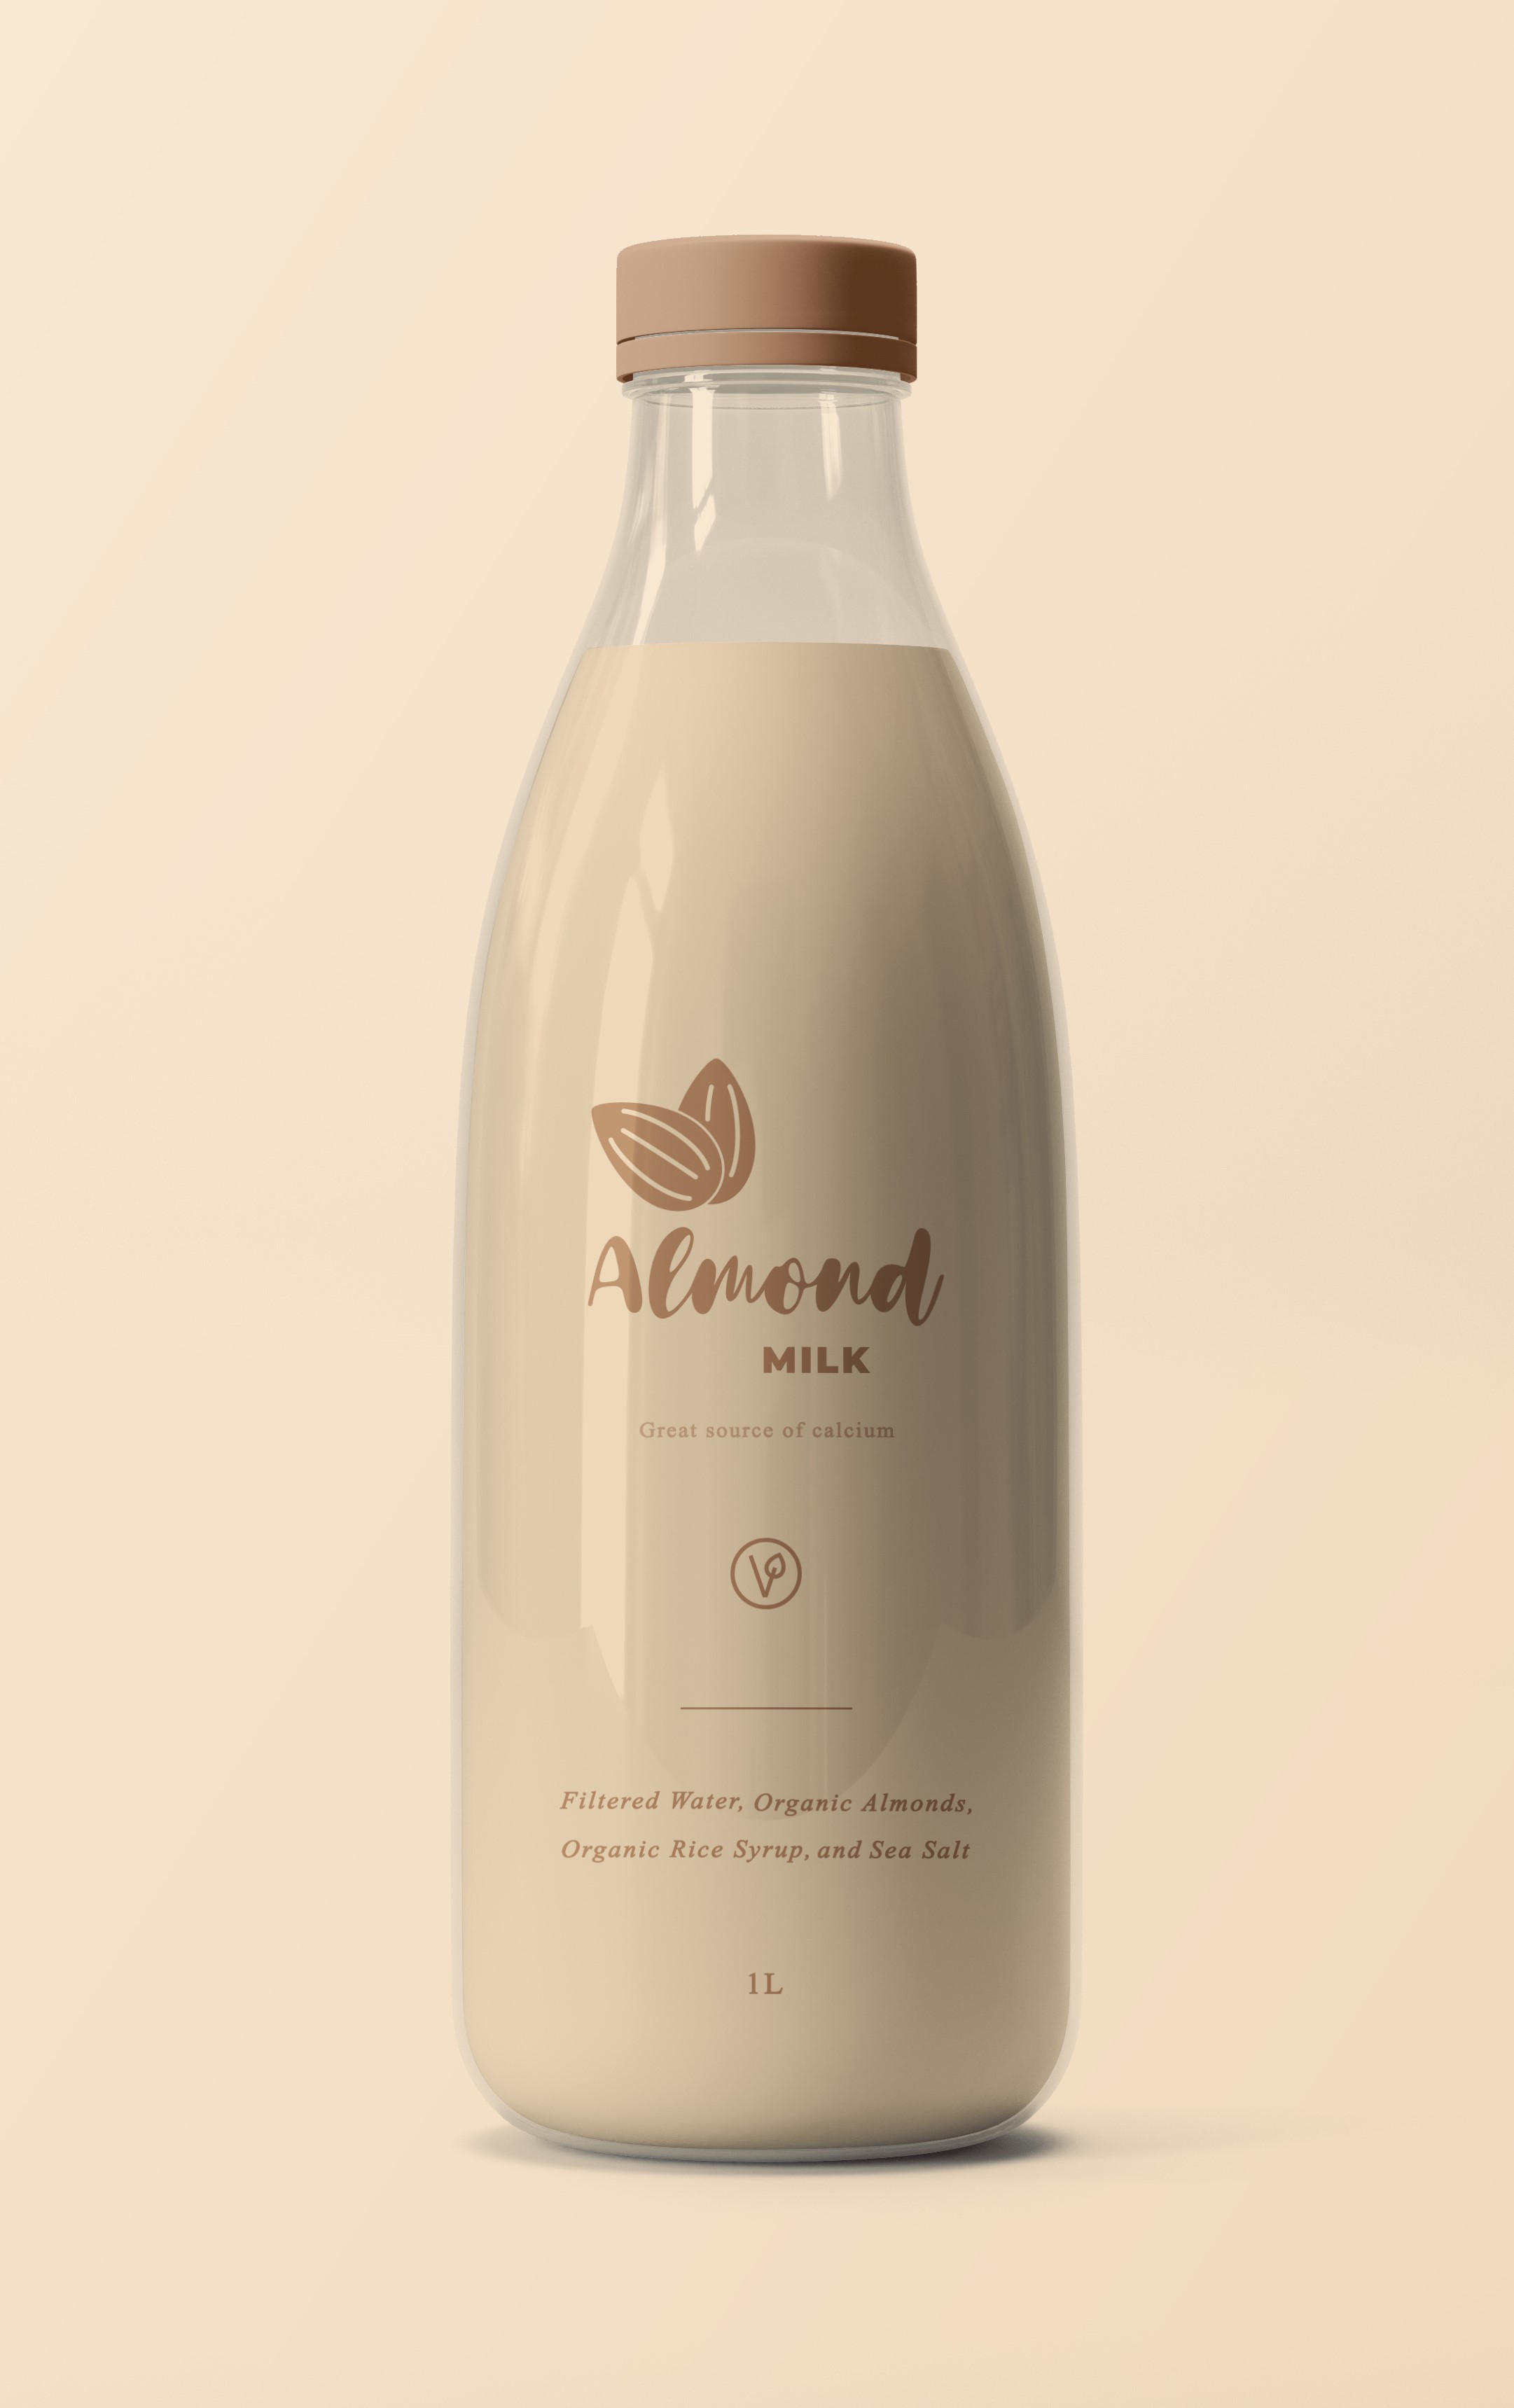 Almond
MILK
Great source of calcium
V
Filtered Water, Organic Almonds,
Organic Rice Syrup, and Sea Salt
1L